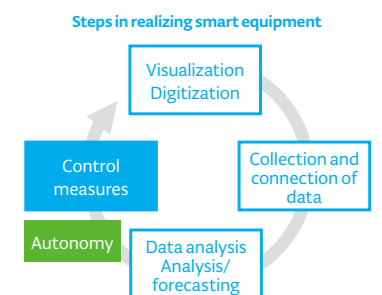 Steps in realizing smart equipment
Visualization
Digitization
Collection and
connection of
data
Data analysis
Analysis/
forecasting
Control
measures
Autonomy